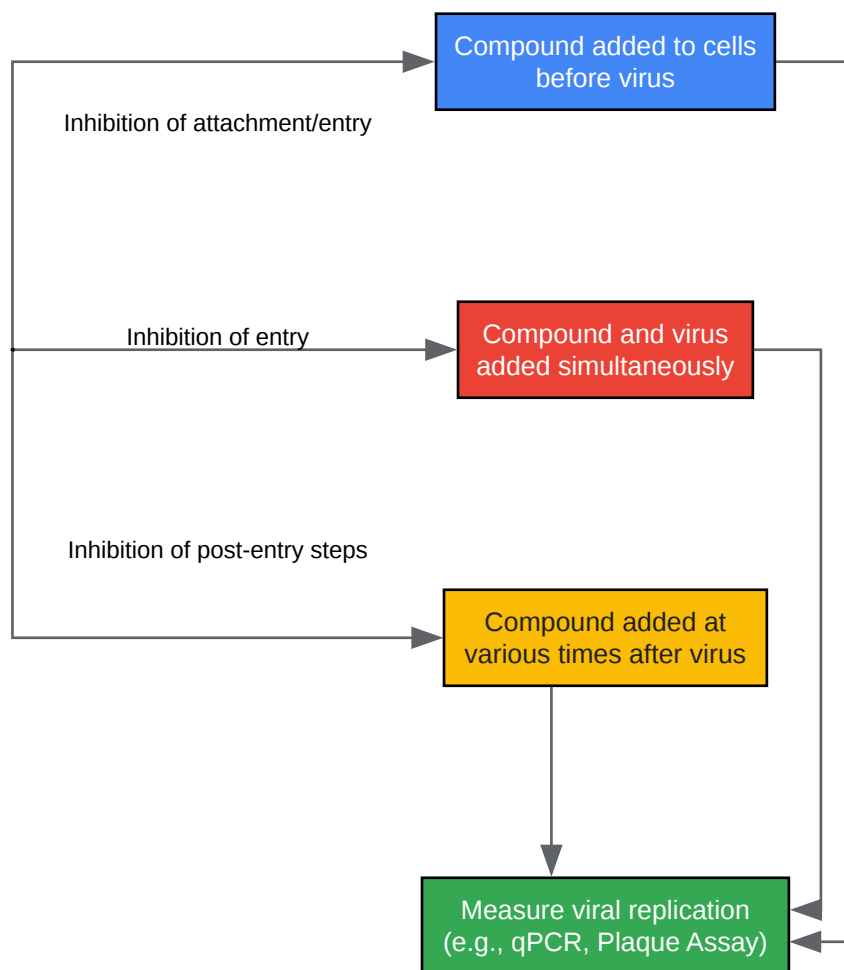 Compound added to cells
before virus
Inhibition of attachment/entry
Inhibition of entry
Compound and virus
added simultaneously
Inhibition of post-entry steps
Compound added at
various times after virus
Measure viral replication
(e.g., qPCR, Plaque Assay)